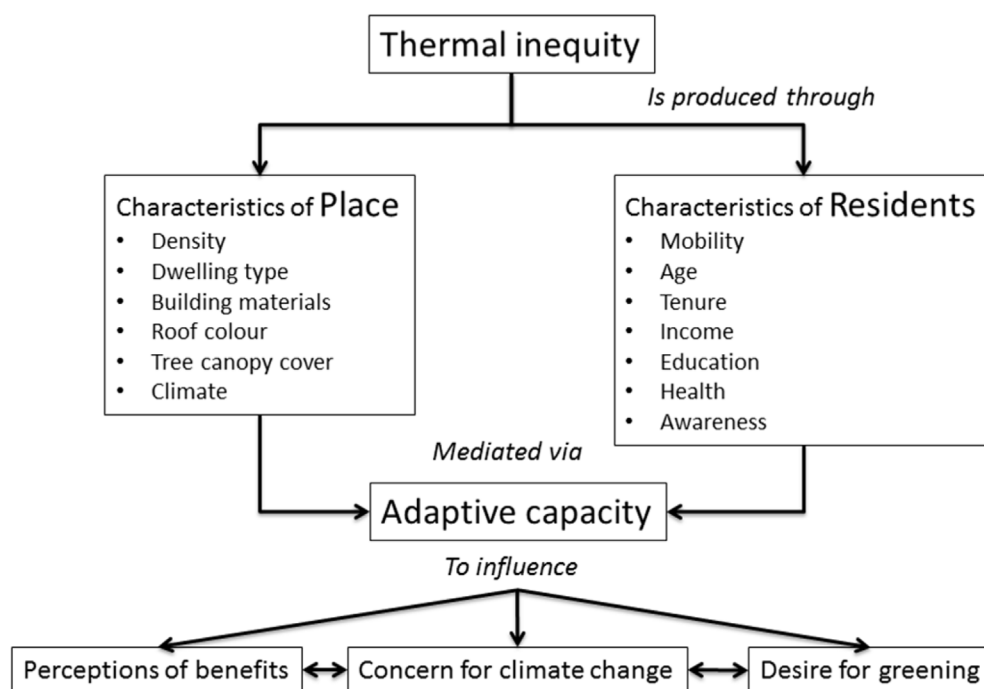 Thermal inequity
Is produced through
Characteristics of Place
• Density
• Dwelling type
• Building materials
• Roof colour
• Tree canopy cover
• Climate
Characteristics of Residents
• Mobility
• Age
• Tenure
• Income
• Education
• Health
• Awareness
Mediated via
Adaptive capacity
To influence
Perceptions of benefits
Concern for climate change
Desire for greening